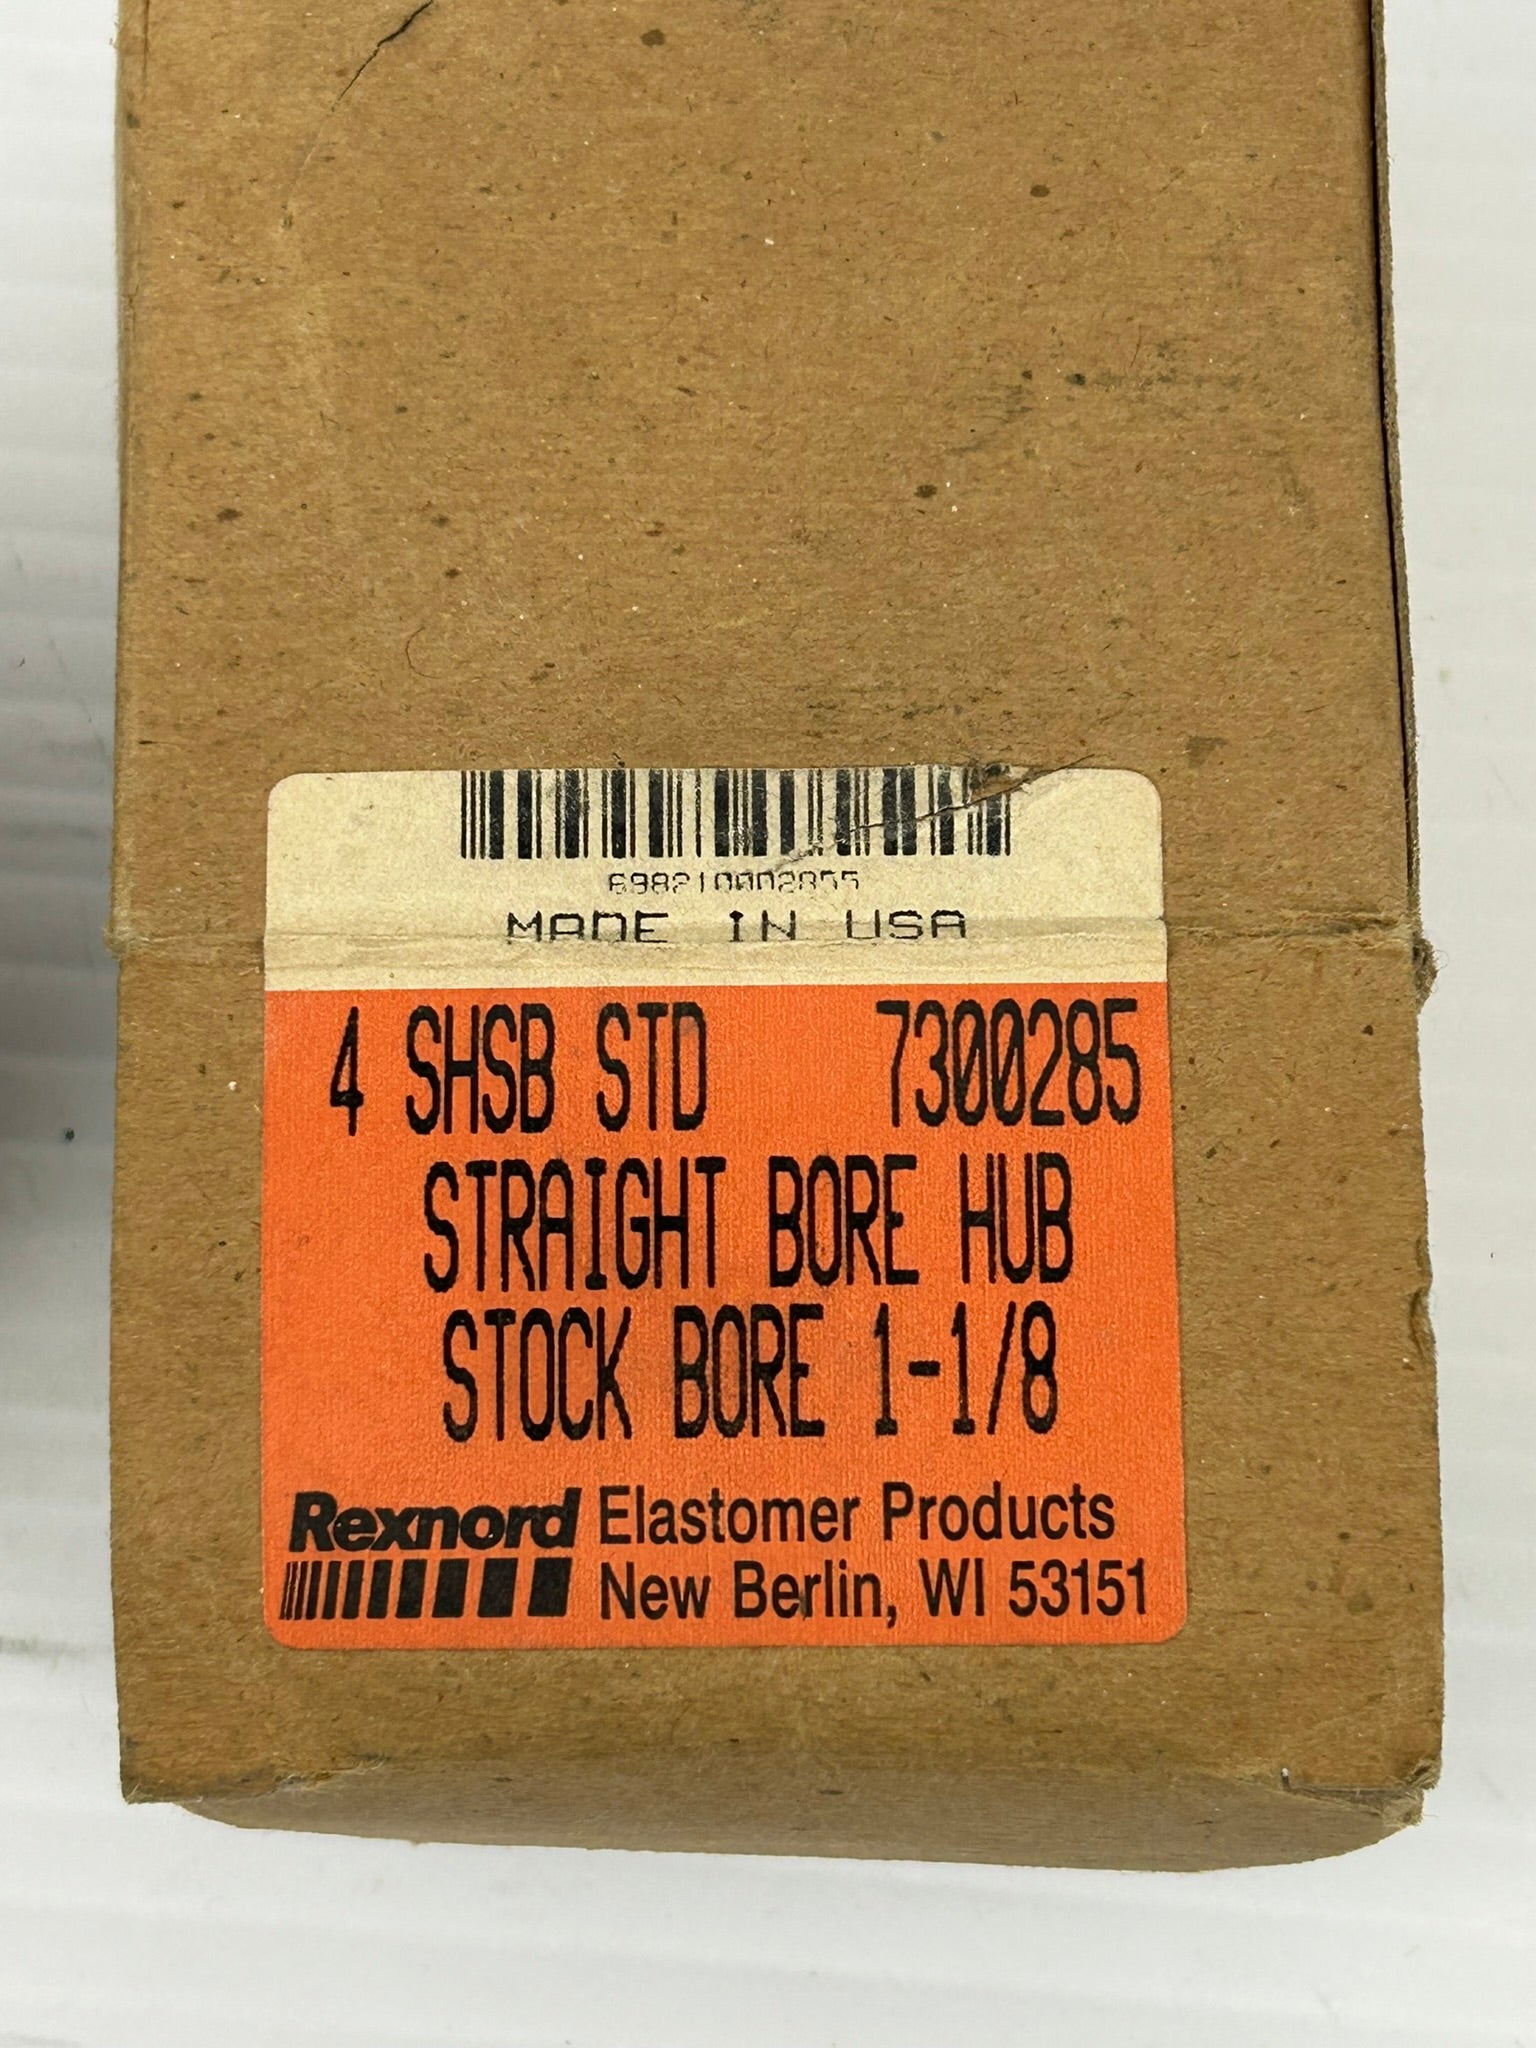 698210002855
MADE IN USA
4 SHSB STD 7300285
STRAIGHT BORE HUB
STOCK BORE 1-1/8
Rexnord Elastomer Products
New Berlin, WI 53151